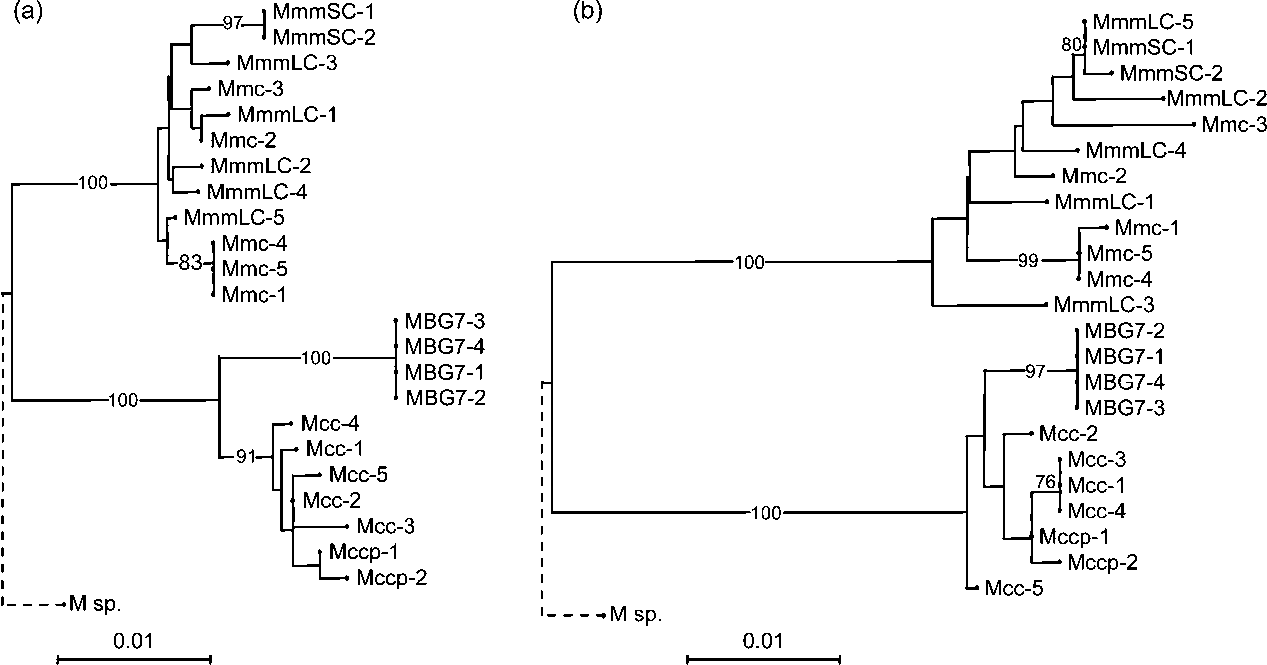 (a)
97
MmmSC-1
MmmSC-2
MmmLC-3
Mmc-3
MmmLC-1
Mmc-2
MmmLC-2
100
MmmLC-4
MmmLC-5
Mmc-4
83
Mmc-5
Mmc-1
MBG7-3
MBG7-4
100
MBG7-1
MBG7-2
100
Mcc-4
Mcc-1
91
Mcc-5
Mcc-2
Mcc-3
Mccp-1
Mccp-2
M sp.
0.01
(b)
MmmLC-5
80
MmmSC-1
MmmSC-2
MmmLC-2
Mmc-3
MmmLC-4
Mmc-2
MmmLC-1
Mmc-1
Mmc-5
99
Mmc-4
100
MmmLC-3
MBG7-2
MBG7-1
97
MBG7-4
MBG7-3
Mcc-2
Mcc-3
76
Mcc-1
Mcc-4
100
Mccp-1
Mccp-2
Mcc-5
M sp.
0.01